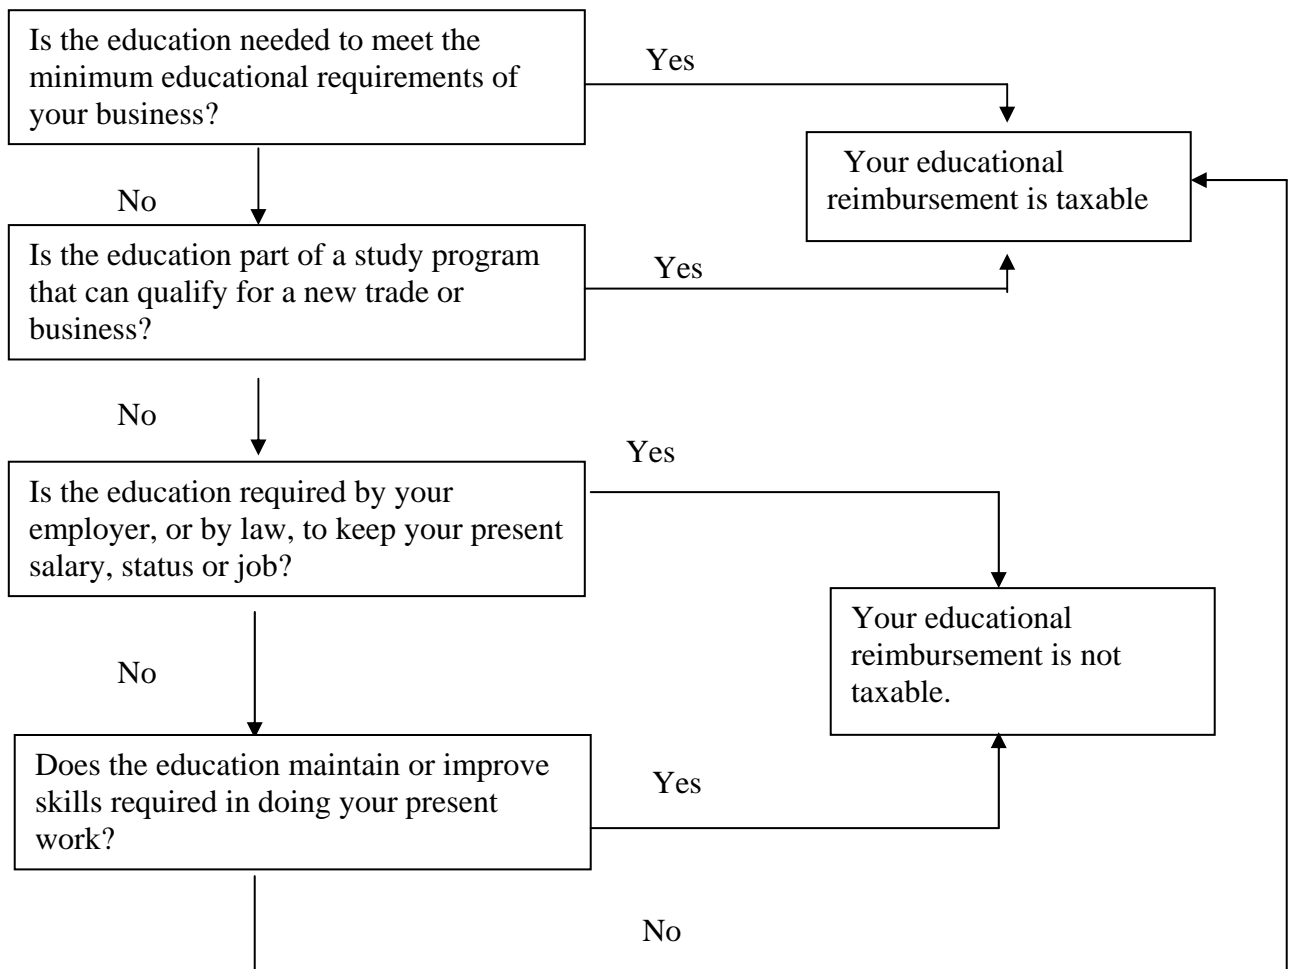 Is the education needed to meet the
minimum educational requirements of
your business?
Yes
Your educational
reimbursement is taxable
No
Is the education part of a study program
that can qualify for a new trade or
business?
Yes
No
Is the education required by your
employer, or by law, to keep your present
salary, status or job?
Yes
Your educational
reimbursement is not
taxable.
No
Does the education maintain or improve
skills required in doing your present
work?
Yes
No